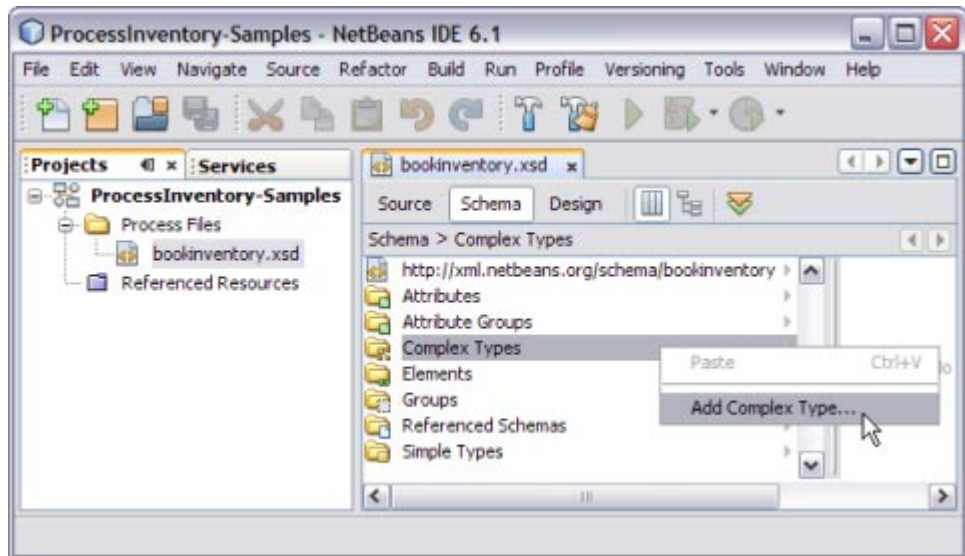 ProcessInventory-Samples - NetBeans IDE 6.1
File Edit View Navigate Source Refactor Build Run Profile Versioning Tools Window Help
Projects Services
bookinventory.xsd
ProcessInventory-Samples
Process Files
bookinventory.xsd
Referenced Resources
Source Schema Design
Schema > Complex Types
http://xml.netbeans.org/schema/bookinventory
Attributes
Attribute Groups
Complex Types
Elements
Groups
Referenced Schemas
Simple Types
Paste Ctrl+V
Add Complex Type...